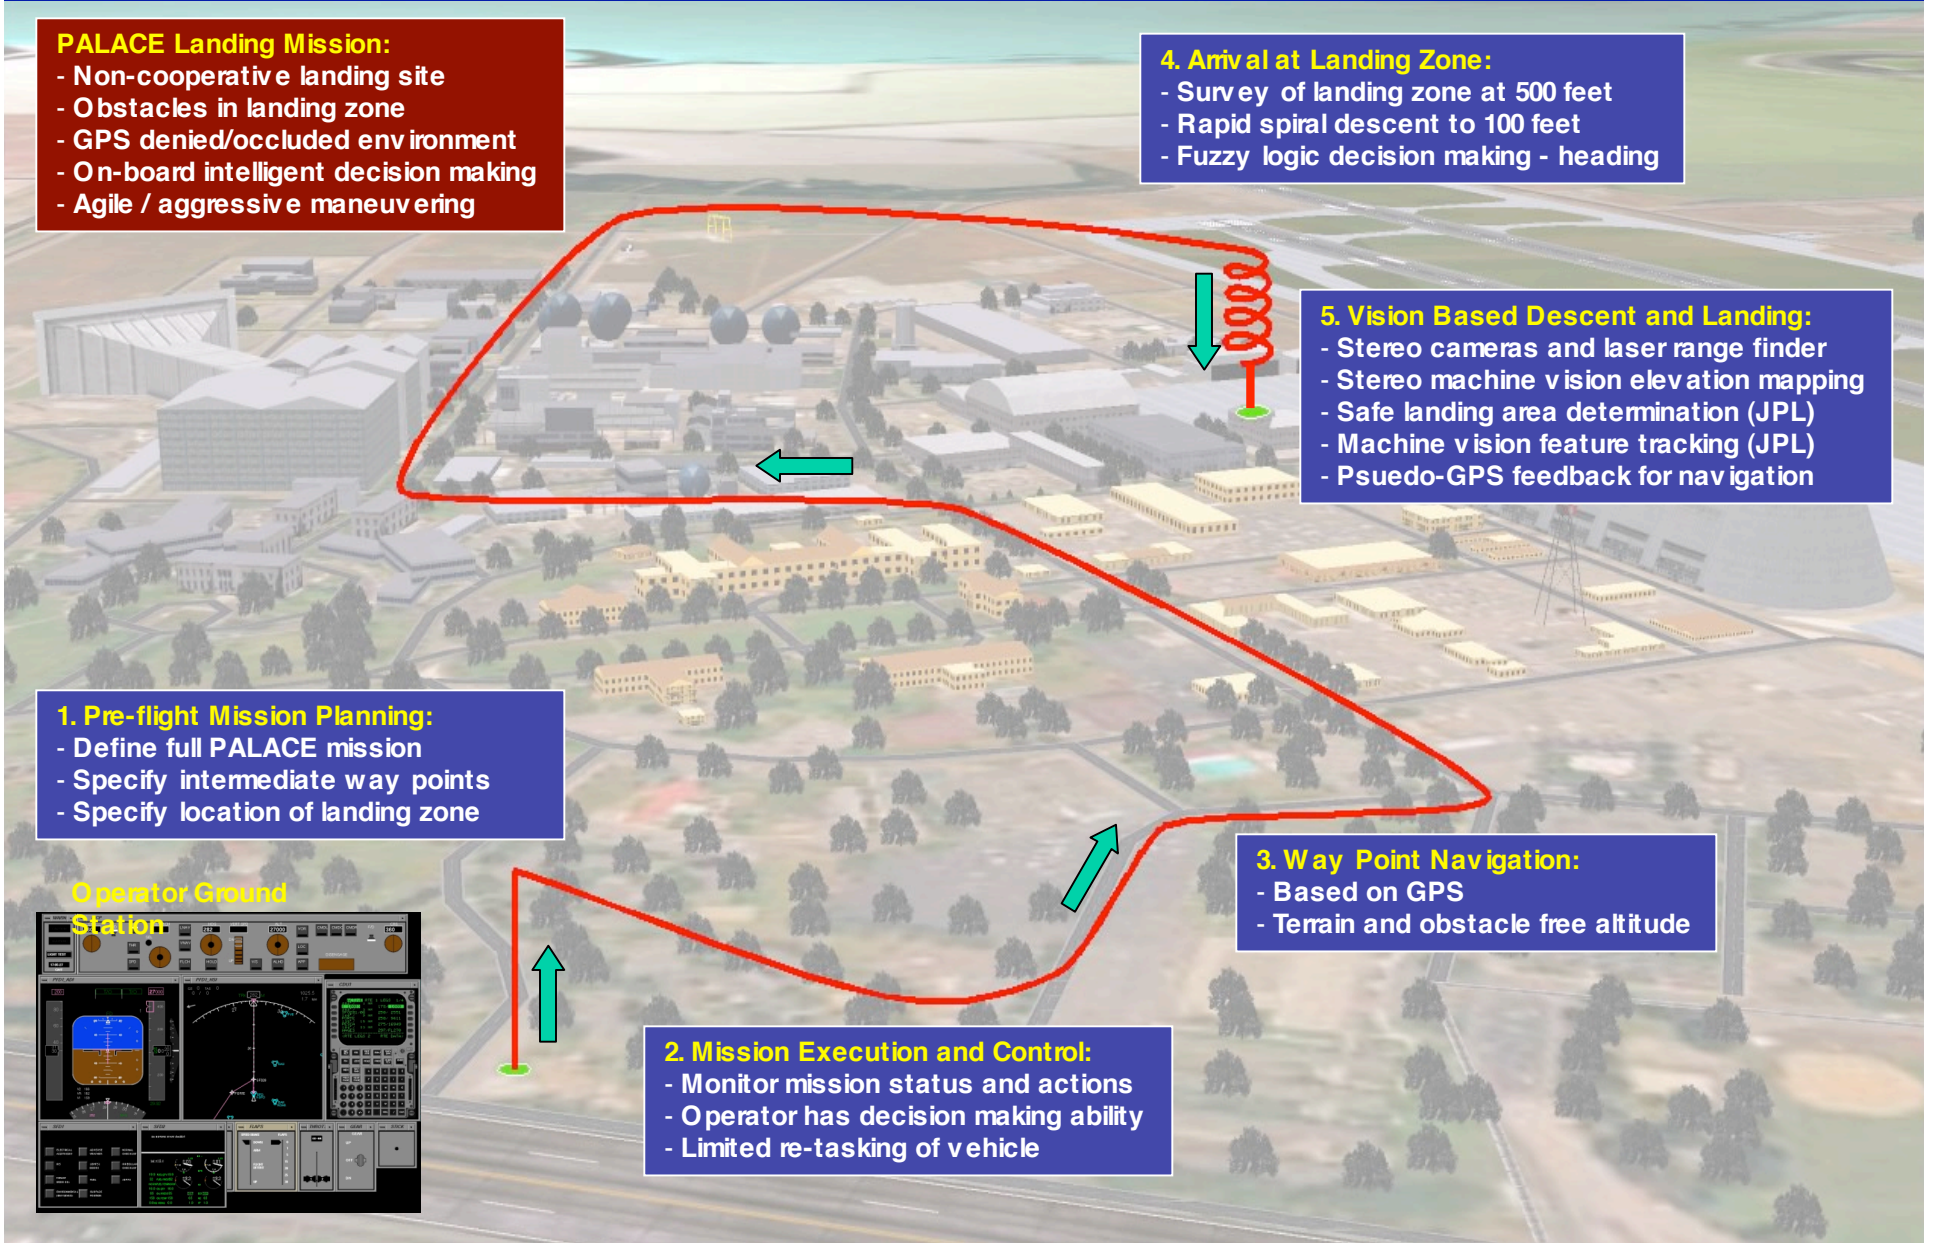 PALACE Landing Mission:
- Non-cooperative landing site
- Obstacles in landing zone
- GPS denied/occluded environment
- On-board intelligent decision making
- Agile / aggressive maneuvering
4. Arrival at Landing Zone:
- Survey of landing zone at 500 feet
- Rapid spiral descent to 100 feet
- Fuzzy logic decision making - heading
5. Vision Based Descent and Landing:
- Stereo cameras and laser range finder
- Stereo machine vision elevation mapping
- Safe landing area determination (JPL)
- Machine vision feature tracking (JPL)
- Psuedo-GPS feedback for navigation
1. Pre-flight Mission Planning:
- Define full PALACE mission
- Specify intermediate way points
- Specify location of landing zone
3. Way Point Navigation:
- Based on GPS
- Terrain and obstacle free altitude
Operator Ground
Station
282
27000
360
2. Mission Execution and Control:
- Monitor mission status and actions
- Operator has decision making ability
- Limited re-tasking of vehicle